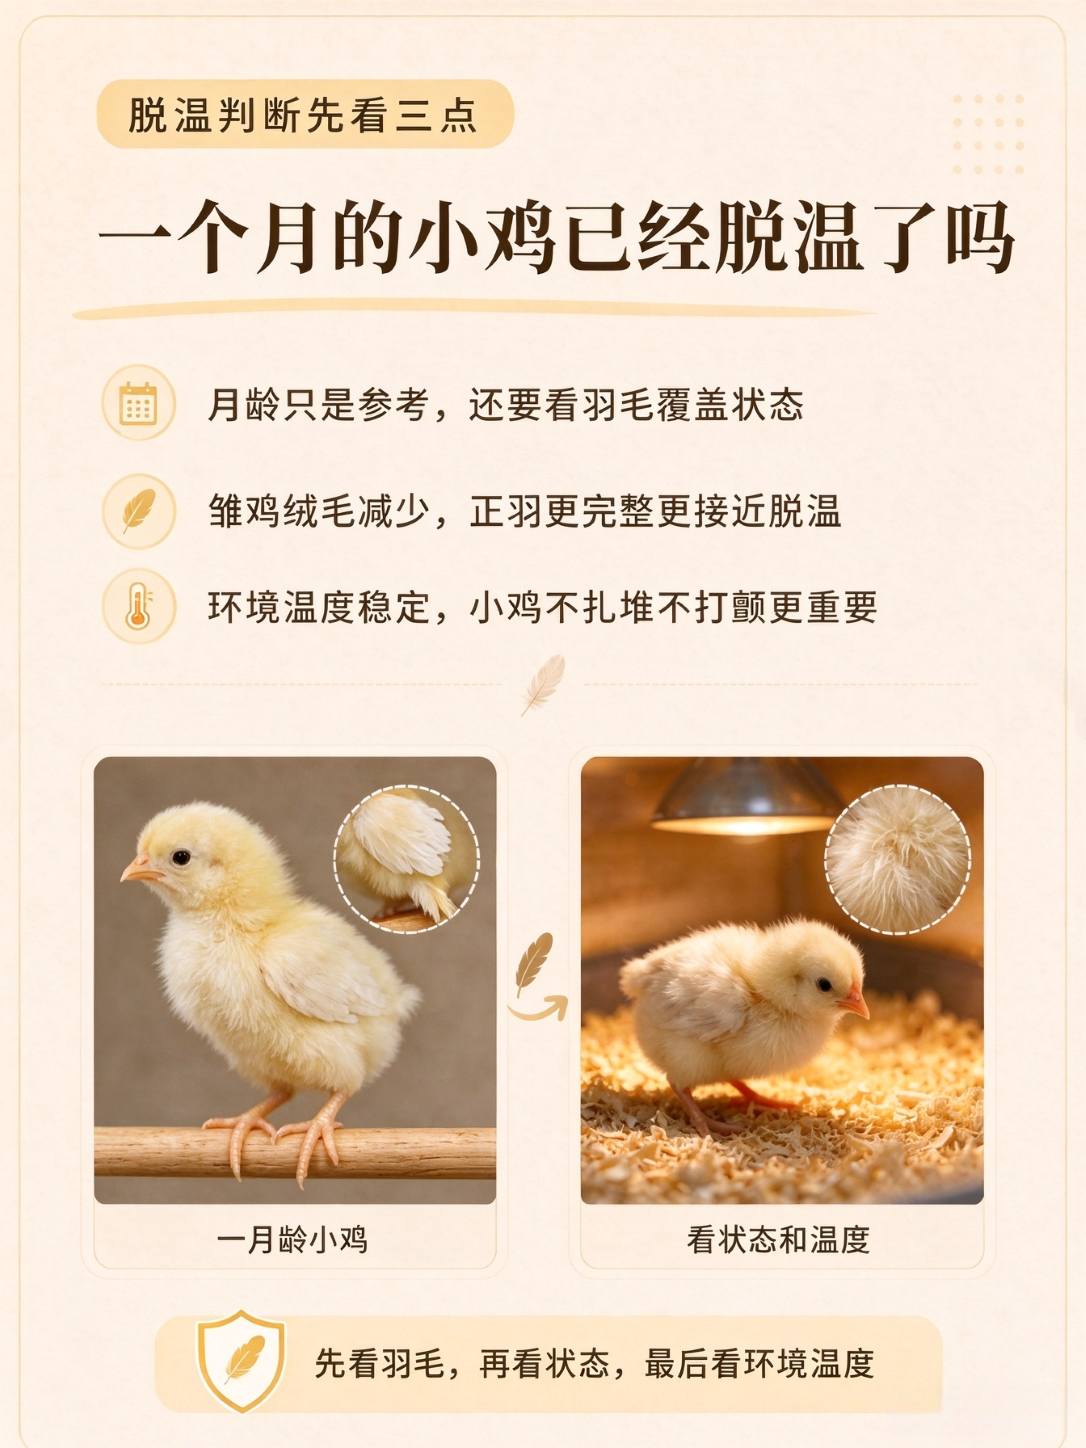 脱温判断先看三点
一个月的小鸡已经脱温了吗
月龄只是参考，还要看羽毛覆盖状态
雏鸡绒毛减少，正羽更完整更接近脱温
环境温度稳定，小鸡不扎堆不打颤更重要
一月龄小鸡
看状态和温度
先看羽毛，再看状态，最后看环境温度